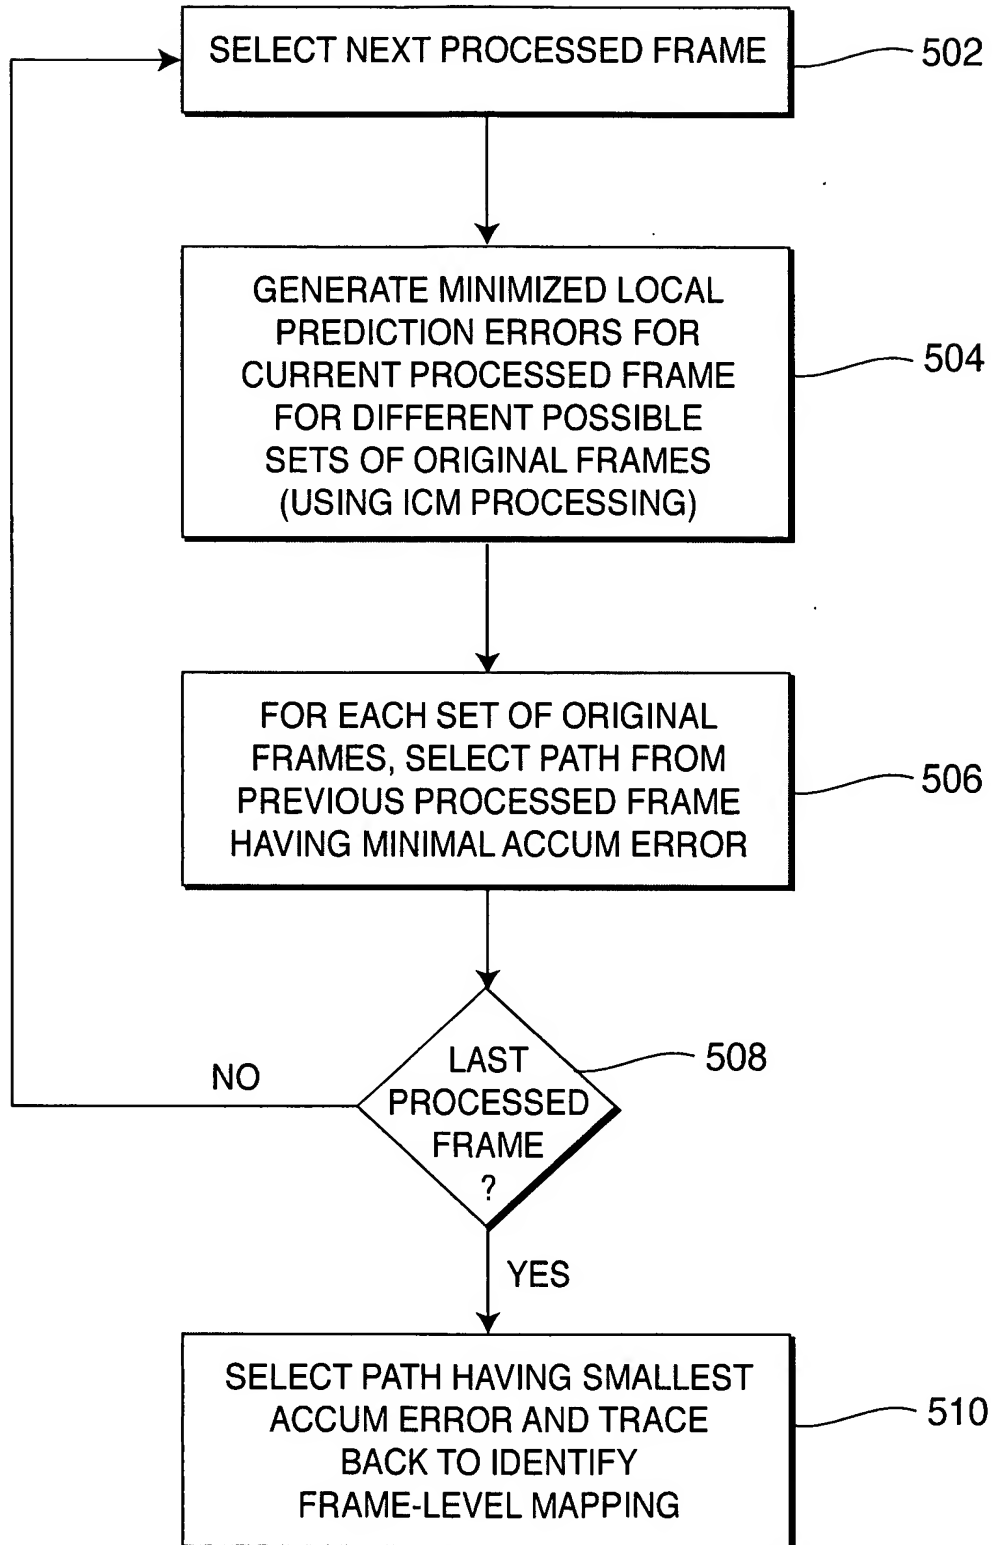 SELECT NEXT PROCESSED FRAME
502
GENERATE MINIMIZED LOCAL
PREDICTION ERRORS FOR
CURRENT PROCESSED FRAME
FOR DIFFERENT POSSIBLE
SETS OF ORIGINAL FRAMES
(USING ICM PROCESSING)
504
FOR EACH SET OF ORIGINAL
FRAMES, SELECT PATH FROM
PREVIOUS PROCESSED FRAME
HAVING MINIMAL ACCUM ERROR
506
LAST
PROCESSED
FRAME
?
508
NO
YES
SELECT PATH HAVING SMALLEST
ACCUM ERROR AND TRACE
BACK TO IDENTIFY
FRAME-LEVEL MAPPING
510